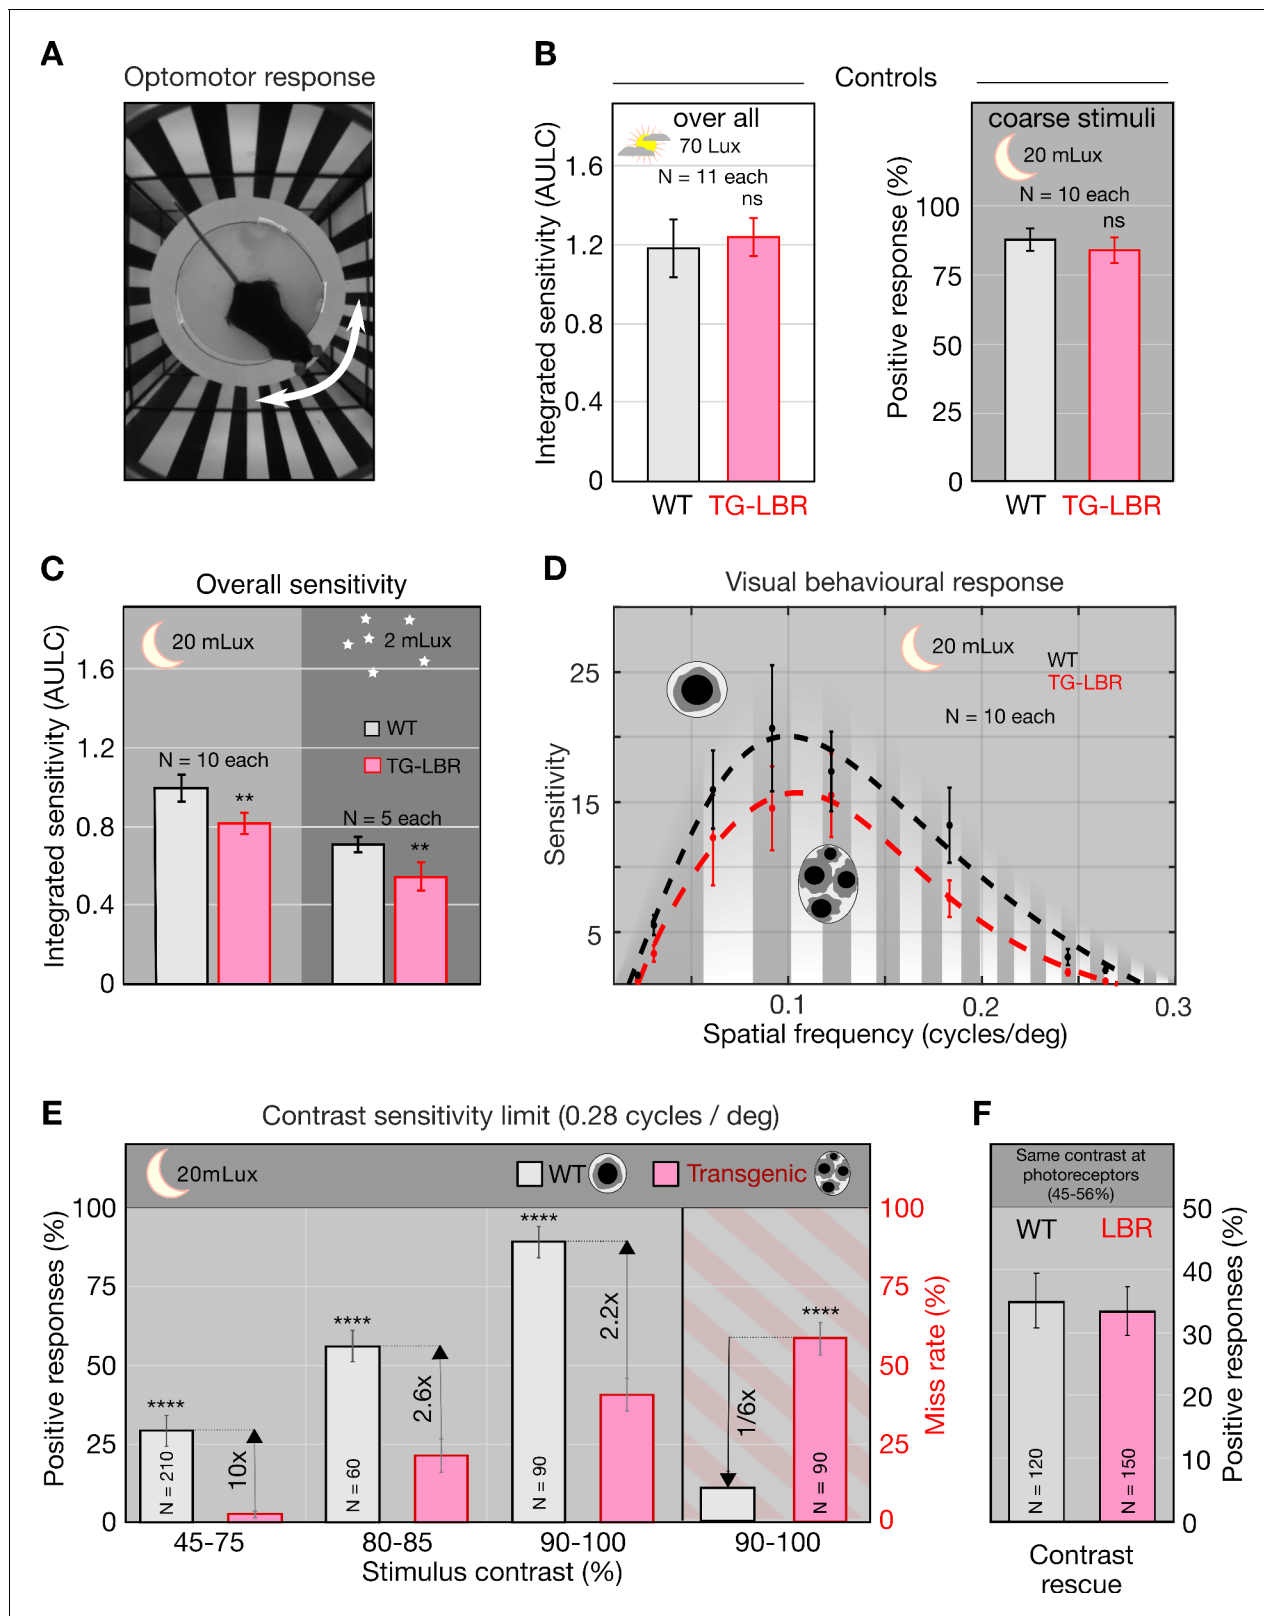 A
Optomotor response
B
Controls
over all
70 Lux
N = 11 each
ns
Integrated sensitivity (AULC)
1.6
1.2
0.8
0.4
0
WT
TG-LBR
coarse stimuli
20 mLux
N = 10 each
ns
Positive response (%)
100
75
50
25
0
WT
TG-LBR
C
Overall sensitivity
20 mLux
2 mLux
WT
TG-LBR
N = 10 each
**
N = 5 each
**
Integrated sensitivity (AULC)
1.6
1.2
0.8
0.4
0
D
Visual behavioural response
20 mLux
WT
TG-LBR
N = 10 each
Sensitivity
25
15
5
0.1
0.2
0.3
Spatial frequency (cycles/deg)
E
Contrast sensitivity limit (0.28 cycles / deg)
20mLux
WT
Transgenic
Positive responses (%)
100
75
50
25
0
****
N = 210
10x
****
N = 60
2.6x
****
N = 90
2.2x
1/6x
****
N = 90
100
75
50
25
0
Miss rate (%)
45-75
80-85
90-100
90-100
Stimulus contrast (%)
F
Same contrast at
photoreceptors
(45-56%)
WT
LBR
N = 120
N = 150
50
40
30
20
10
0
Positive responses (%)
Contrast
rescue